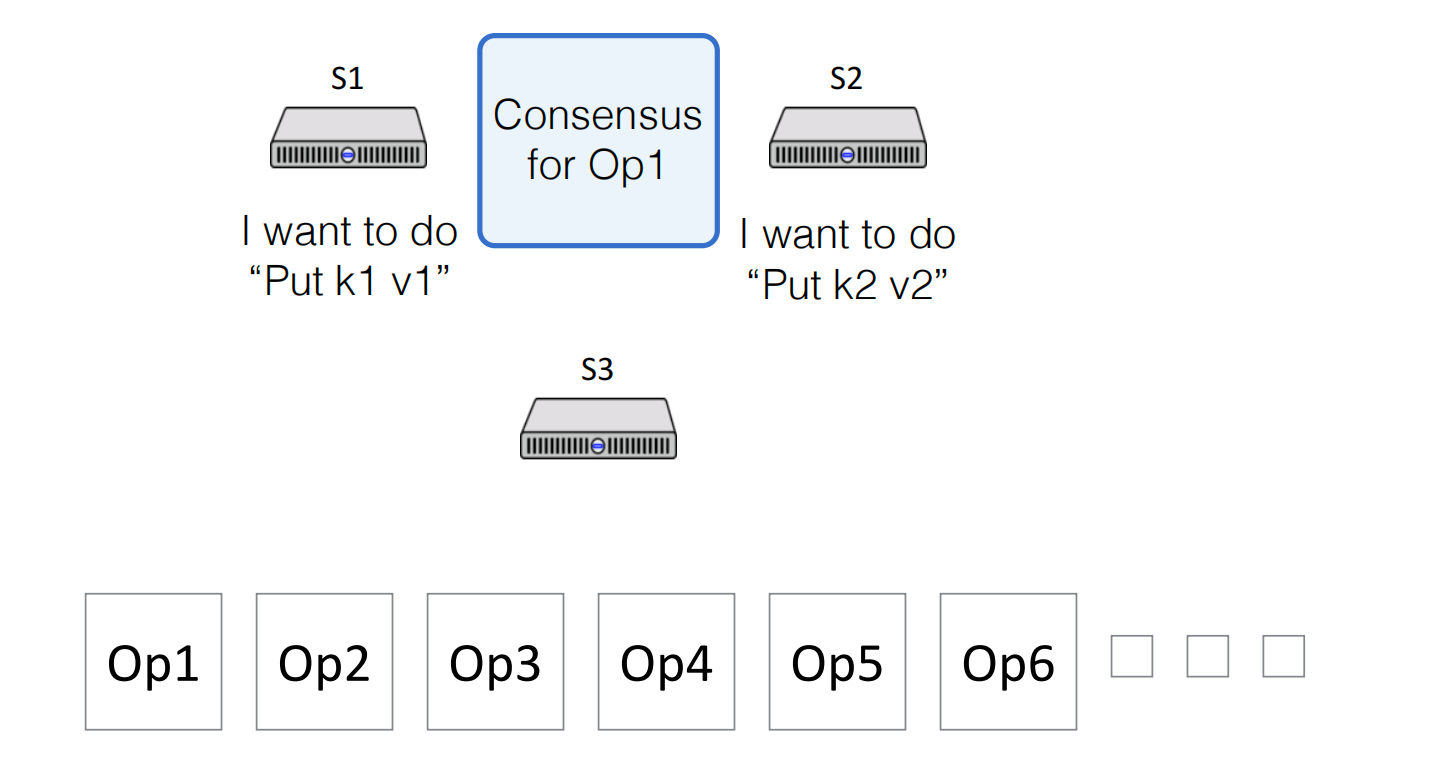 S1
Consensus
for Op1
S2
I want to do
“Put k1 v1”
I want to do
“Put k2 v2”
S3
Op1 Op2 Op3 Op4 Op5 Op6